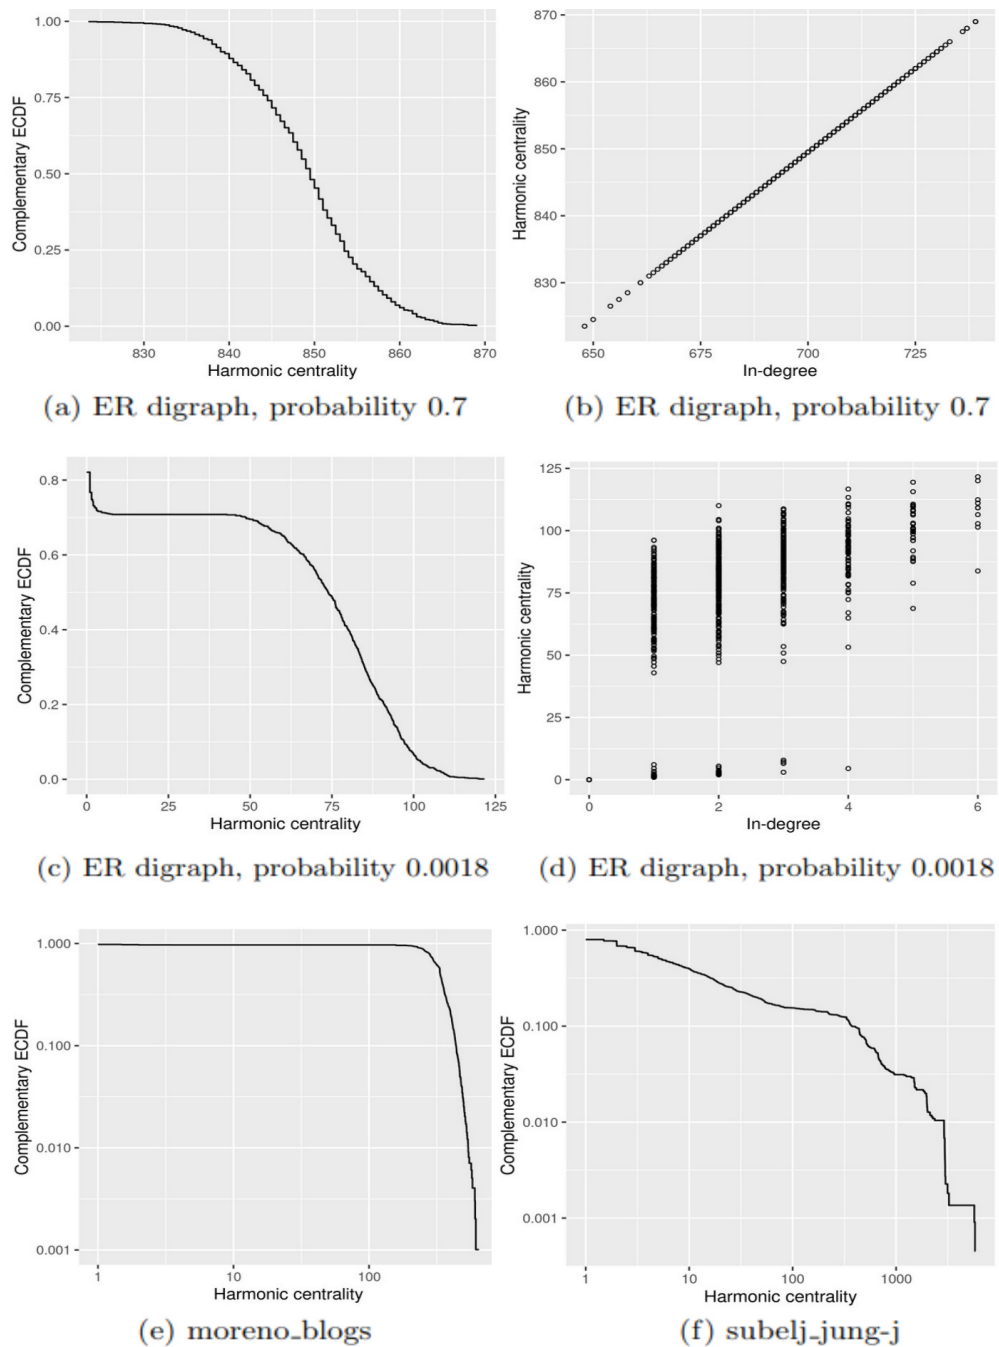 1.00
0.75
0.50
0.25
0.00
Complementary ECDF
830 840 850 860 870
Harmonic centrality
(a) ER digraph, probability 0.7
870
860
850
840
830
Harmonic centrality
650 675 700 725
In-degree
(b) ER digraph, probability 0.7
0.8
0.6
0.4
0.2
0.0
Complementary ECDF
0 25 50 75 100 125
Harmonic centrality
(c) ER digraph, probability 0.0018
125
100
75
50
25
0
Harmonic centrality
0 2 4 6
In-degree
(d) ER digraph, probability 0.0018
1.000
0.100
0.010
0.001
Complementary ECDF
1 10 100
Harmonic centrality
(e) moreno_blogs
1.000
0.100
0.010
0.001
Complementary ECDF
1 10 100 1000
Harmonic centrality
(f) subelj_jung-j